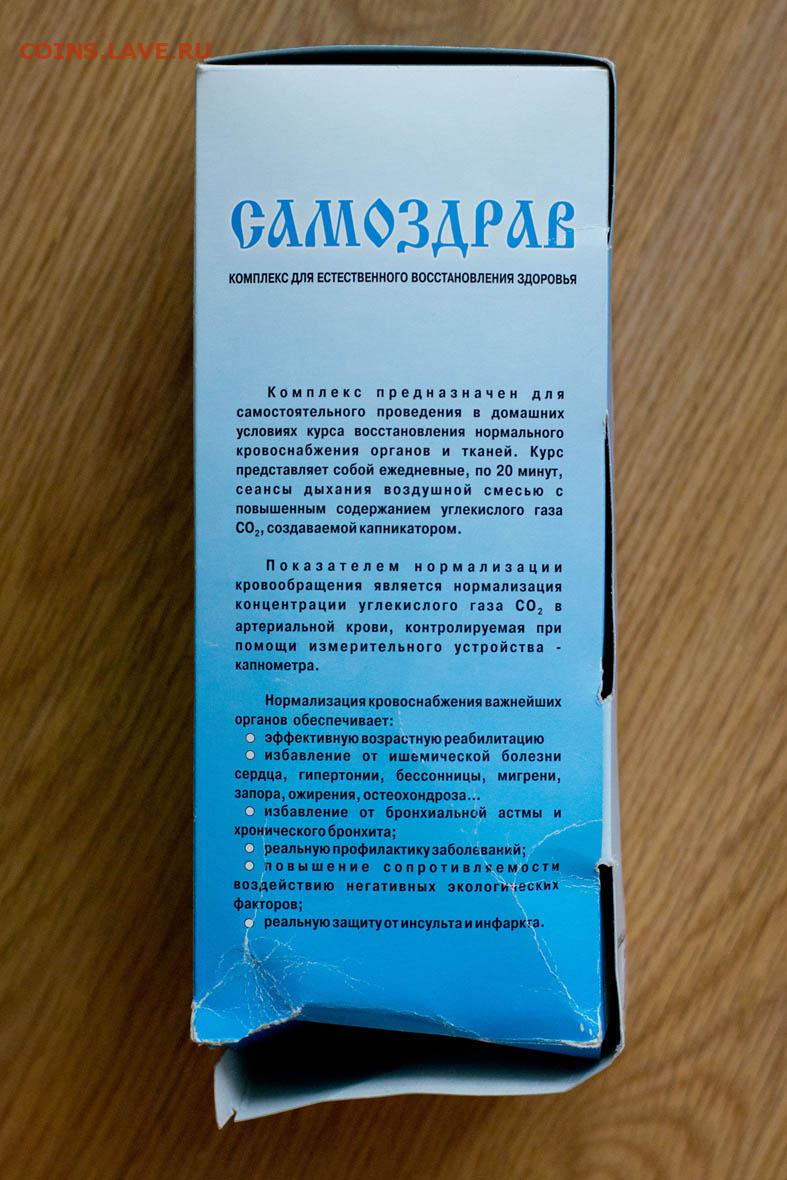 COINS.LAVE.RU
САМОЗДРАВ
КОМПЛЕКС ДЛЯ ЕСТЕСТВЕННОГО ВОССТАНОВЛЕНИЯ ЗДОРОВЬЯ
Комплекс предназначен для
самостоятельного проведения в домашних
условиях курса восстановления нормального
кровоснабжения органов и тканей. Курс
представляет собой ежедневные, по 20 минут,
сеансы дыхания воздушной смесью с
повышенным содержанием углекислого газа
CO2, создаваемой капникатором.
Показателем нормализации
кровообращения является нормализация
концентрации углекислого газа CO2 в
артериальной крови, контролируемая при
помощи измерительного устройства -
капнометра.
Нормализация кровоснабжения важнейших
органов обеспечивает:
эффективную возрастную реабилитацию
избавление от ишемической болезни
сердца, гипертонии, бессонницы, мигрени,
запора, ожирения, остеохондроза...
избавление от бронхиальной астмы и
хронического бронхита;
реальную профилактику заболеваний;
повышение сопротивляемости
воздействию негативных экологических
факторов;
реальную защиту от инсульта и инфаркта.